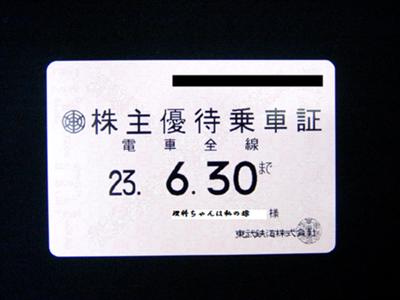 株主優待乗車証
電車全線
23. 6.30まで
理科ちゃんは私の嫁 様
東武鉄道株式会社